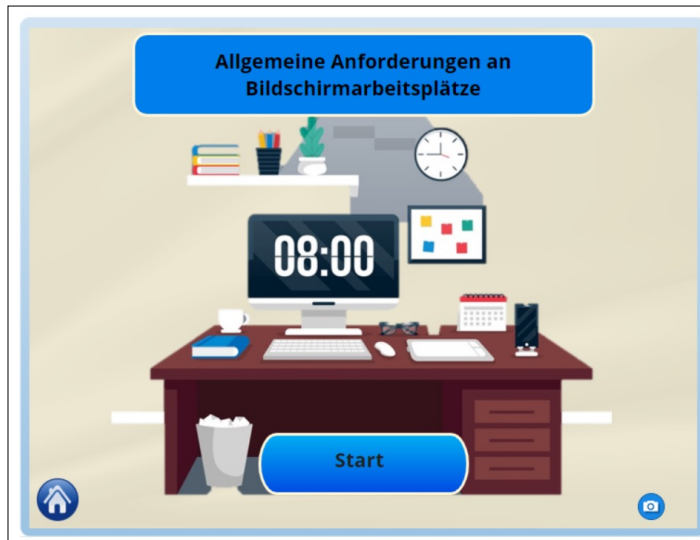 Allgemeine Anforderungen an
Bildschirmarbeitsplätze
08:00
Start